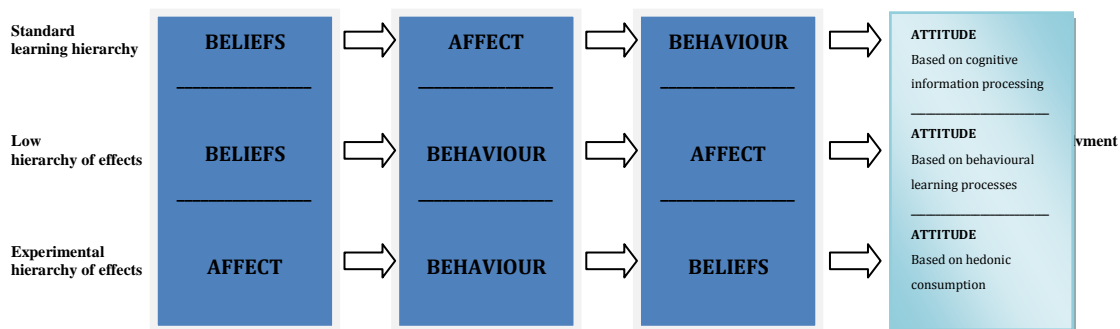 Standard
learning hierarchy
BELIEFS
AFFECT
BEHAVIOUR
ATTITUDE
Based on cognitive
information processing
Low
hierarchy of effects
BELIEFS
BEHAVIOUR
AFFECT
ATTITUDE
Based on behavioural
learning processes
Experimental
hierarchy of effects
AFFECT
BEHAVIOUR
BELIEFS
ATTITUDE
Based on hedonic
consumption